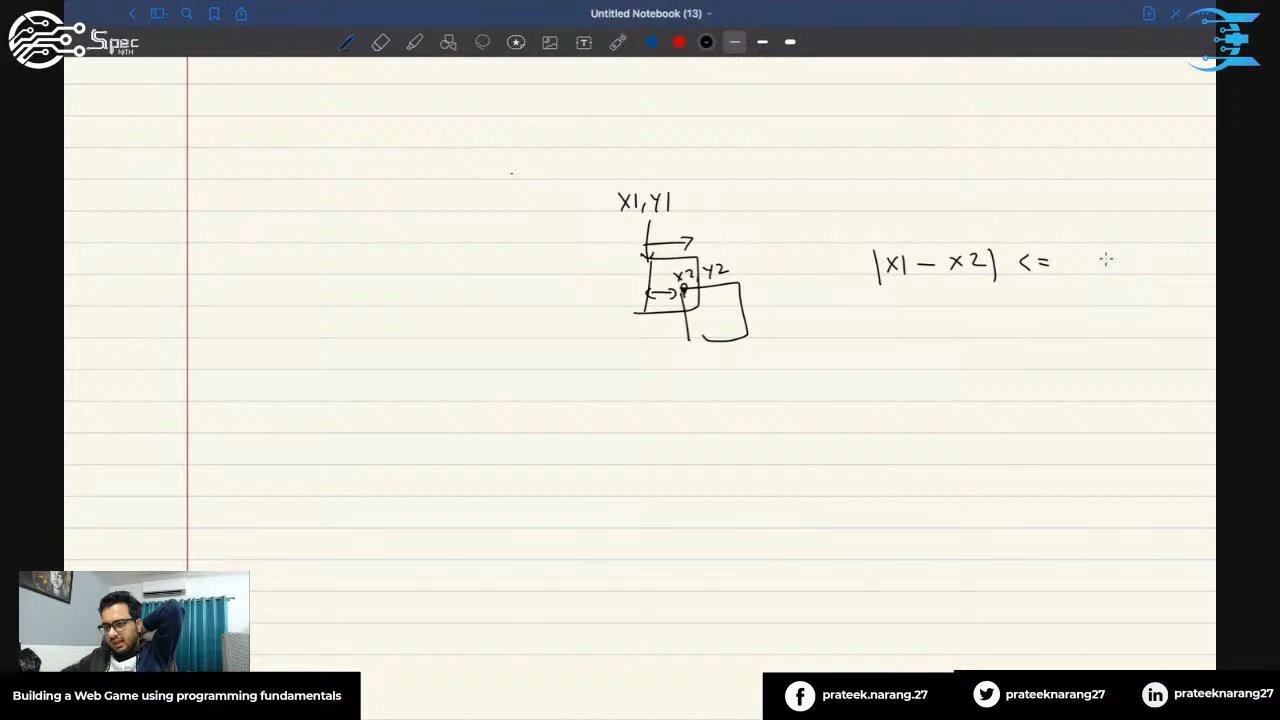 Untitled Notebook (13)
Spec
NITH
T
X1,Y1
X2, Y2
|X1 - X2| <=
Building a Web Game using programming fundamentals
prateek.narang.27
prateeknarang27
prateeknarang27